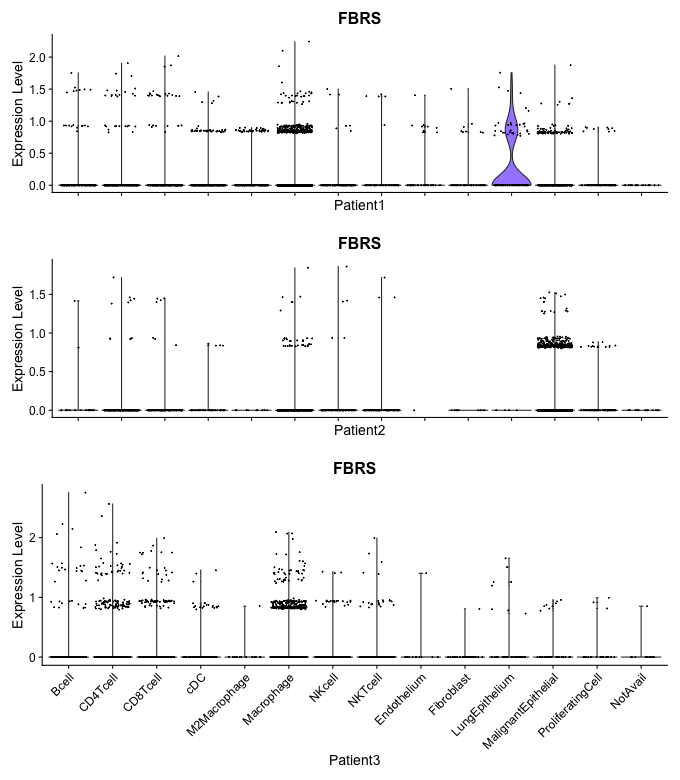 FBRS
Expression Level
2.0
1.5
1.0
0.5
0.0
Patient1
FBRS
Expression Level
1.5
1.0
0.5
0.0
Patient2
FBRS
Expression Level
2
1
0
Bcell
CD4Tcell
CD8Tcell
cDC
M2Macrophage
Macrophage
NKcell
NKTcell
Endothelium
Fibroblast
LungEpithelium
MalignantEpithelial
ProliferatingCell
NotAvail
Patient3